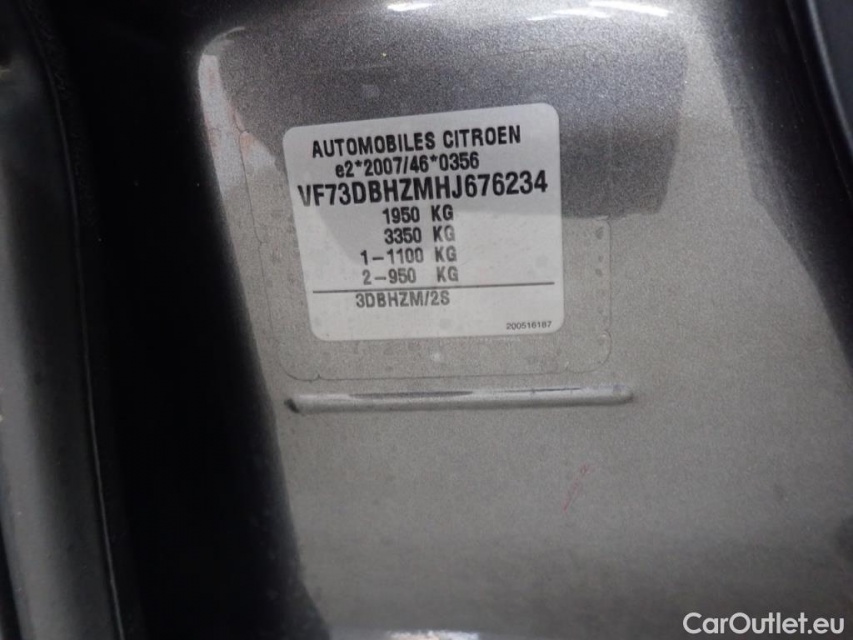 AUTOMOBILES CITROEN
e2*2007/46*0356
VF73DBHZMHJ676234
1950 KG
3350 KG
1-1100 KG
2-950 KG
3DBHZM/2S
200516187
CarOutlet.eu